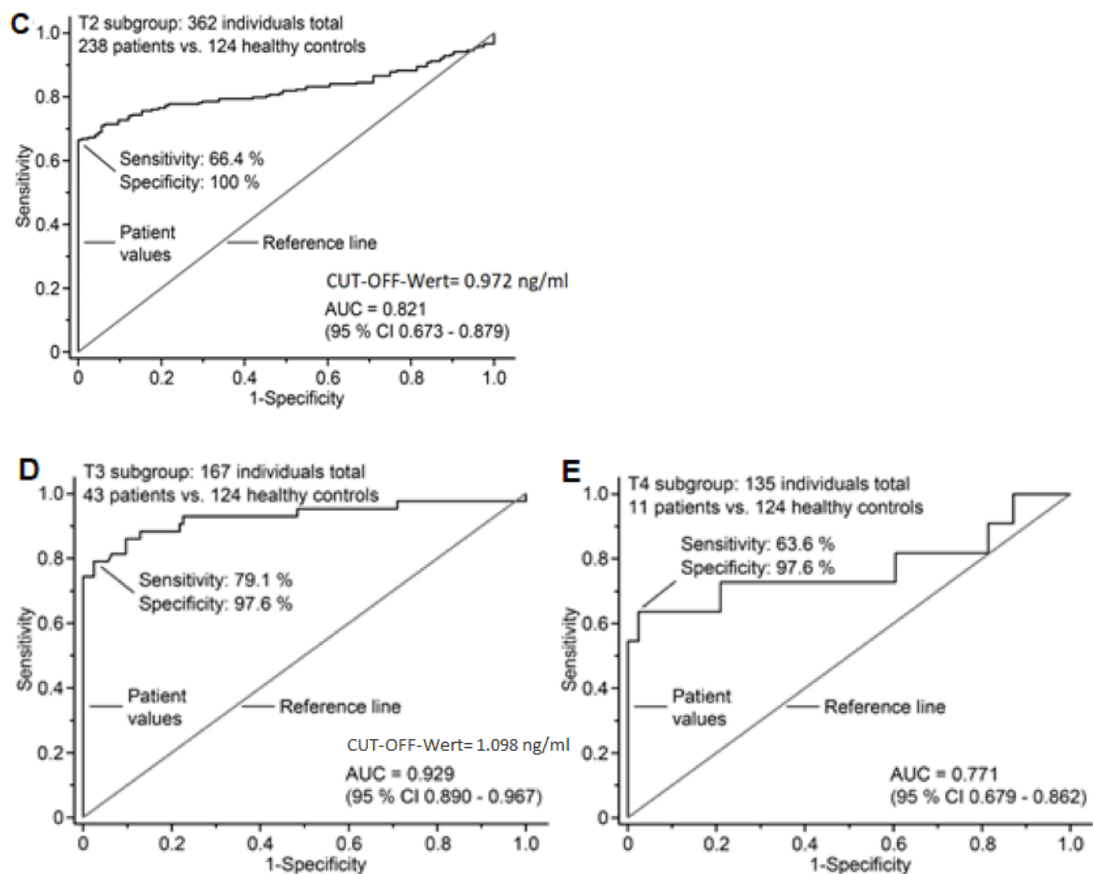 C
T2 subgroup: 362 individuals total
238 patients vs. 124 healthy controls
1.0
0.8
0.6
0.4
0.2
0
Sensitivity
Sensitivity: 66.4 %
Specificity: 100 %
Patient
values
Reference line
CUT-OFF-Wert= 0.972 ng/ml
AUC = 0.821
(95 % CI 0.673 - 0.879)
0 0.2 0.4 0.6 0.8 1.0
1-Specificity
D
T3 subgroup: 167 individuals total
43 patients vs. 124 healthy controls
1.0
0.8
0.6
0.4
0.2
0
Sensitivity
Sensitivity: 79.1 %
Specificity: 97.6 %
Patient
values
Reference line
CUT-OFF-Wert= 1.098 ng/ml
AUC = 0.929
(95 % CI 0.890 - 0.967)
0 0.2 0.4 0.6 0.8 1.0
1-Specificity
E
T4 subgroup: 135 individuals total
11 patients vs. 124 healthy controls
1.0
0.8
0.6
0.4
0.2
0
Sensitivity
Sensitivity: 63.6 %
Specificity: 97.6 %
Patient
values
Reference line
AUC = 0.771
(95 % CI 0.679 - 0.862)
0 0.2 0.4 0.6 0.8 1.0
1-Specificity